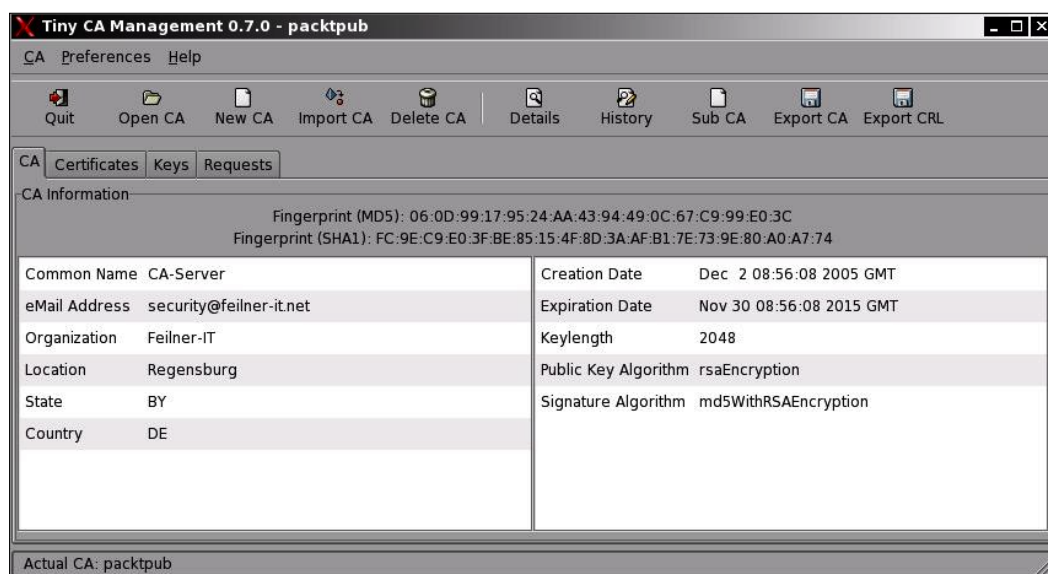 Tiny CA Management 0.7.0 - packtpub
CA Preferences Help
Quit Open CA New CA Import CA Delete CA Details History Sub CA Export CA Export CRL
CA Certificates Keys Requests
CA Information
Fingerprint (MD5): 06:0D:99:17:95:24:AA:43:94:49:0C:67:C9:99:E0:3C
Fingerprint (SHA1): FC:9E:C9:E0:3F:BE:85:15:4F:8D:3A:AF:B1:7E:73:9E:80:A0:A7:74
Common Name CA-Server
eMail Address security@feilner-it.net
Organization Feilner-IT
Location Regensburg
State BY
Country DE
Creation Date Dec 2 08:56:08 2005 GMT
Expiration Date Nov 30 08:56:08 2015 GMT
Keylength 2048
Public Key Algorithm rsaEncryption
Signature Algorithm md5WithRSAEncryption
Actual CA: packtpub